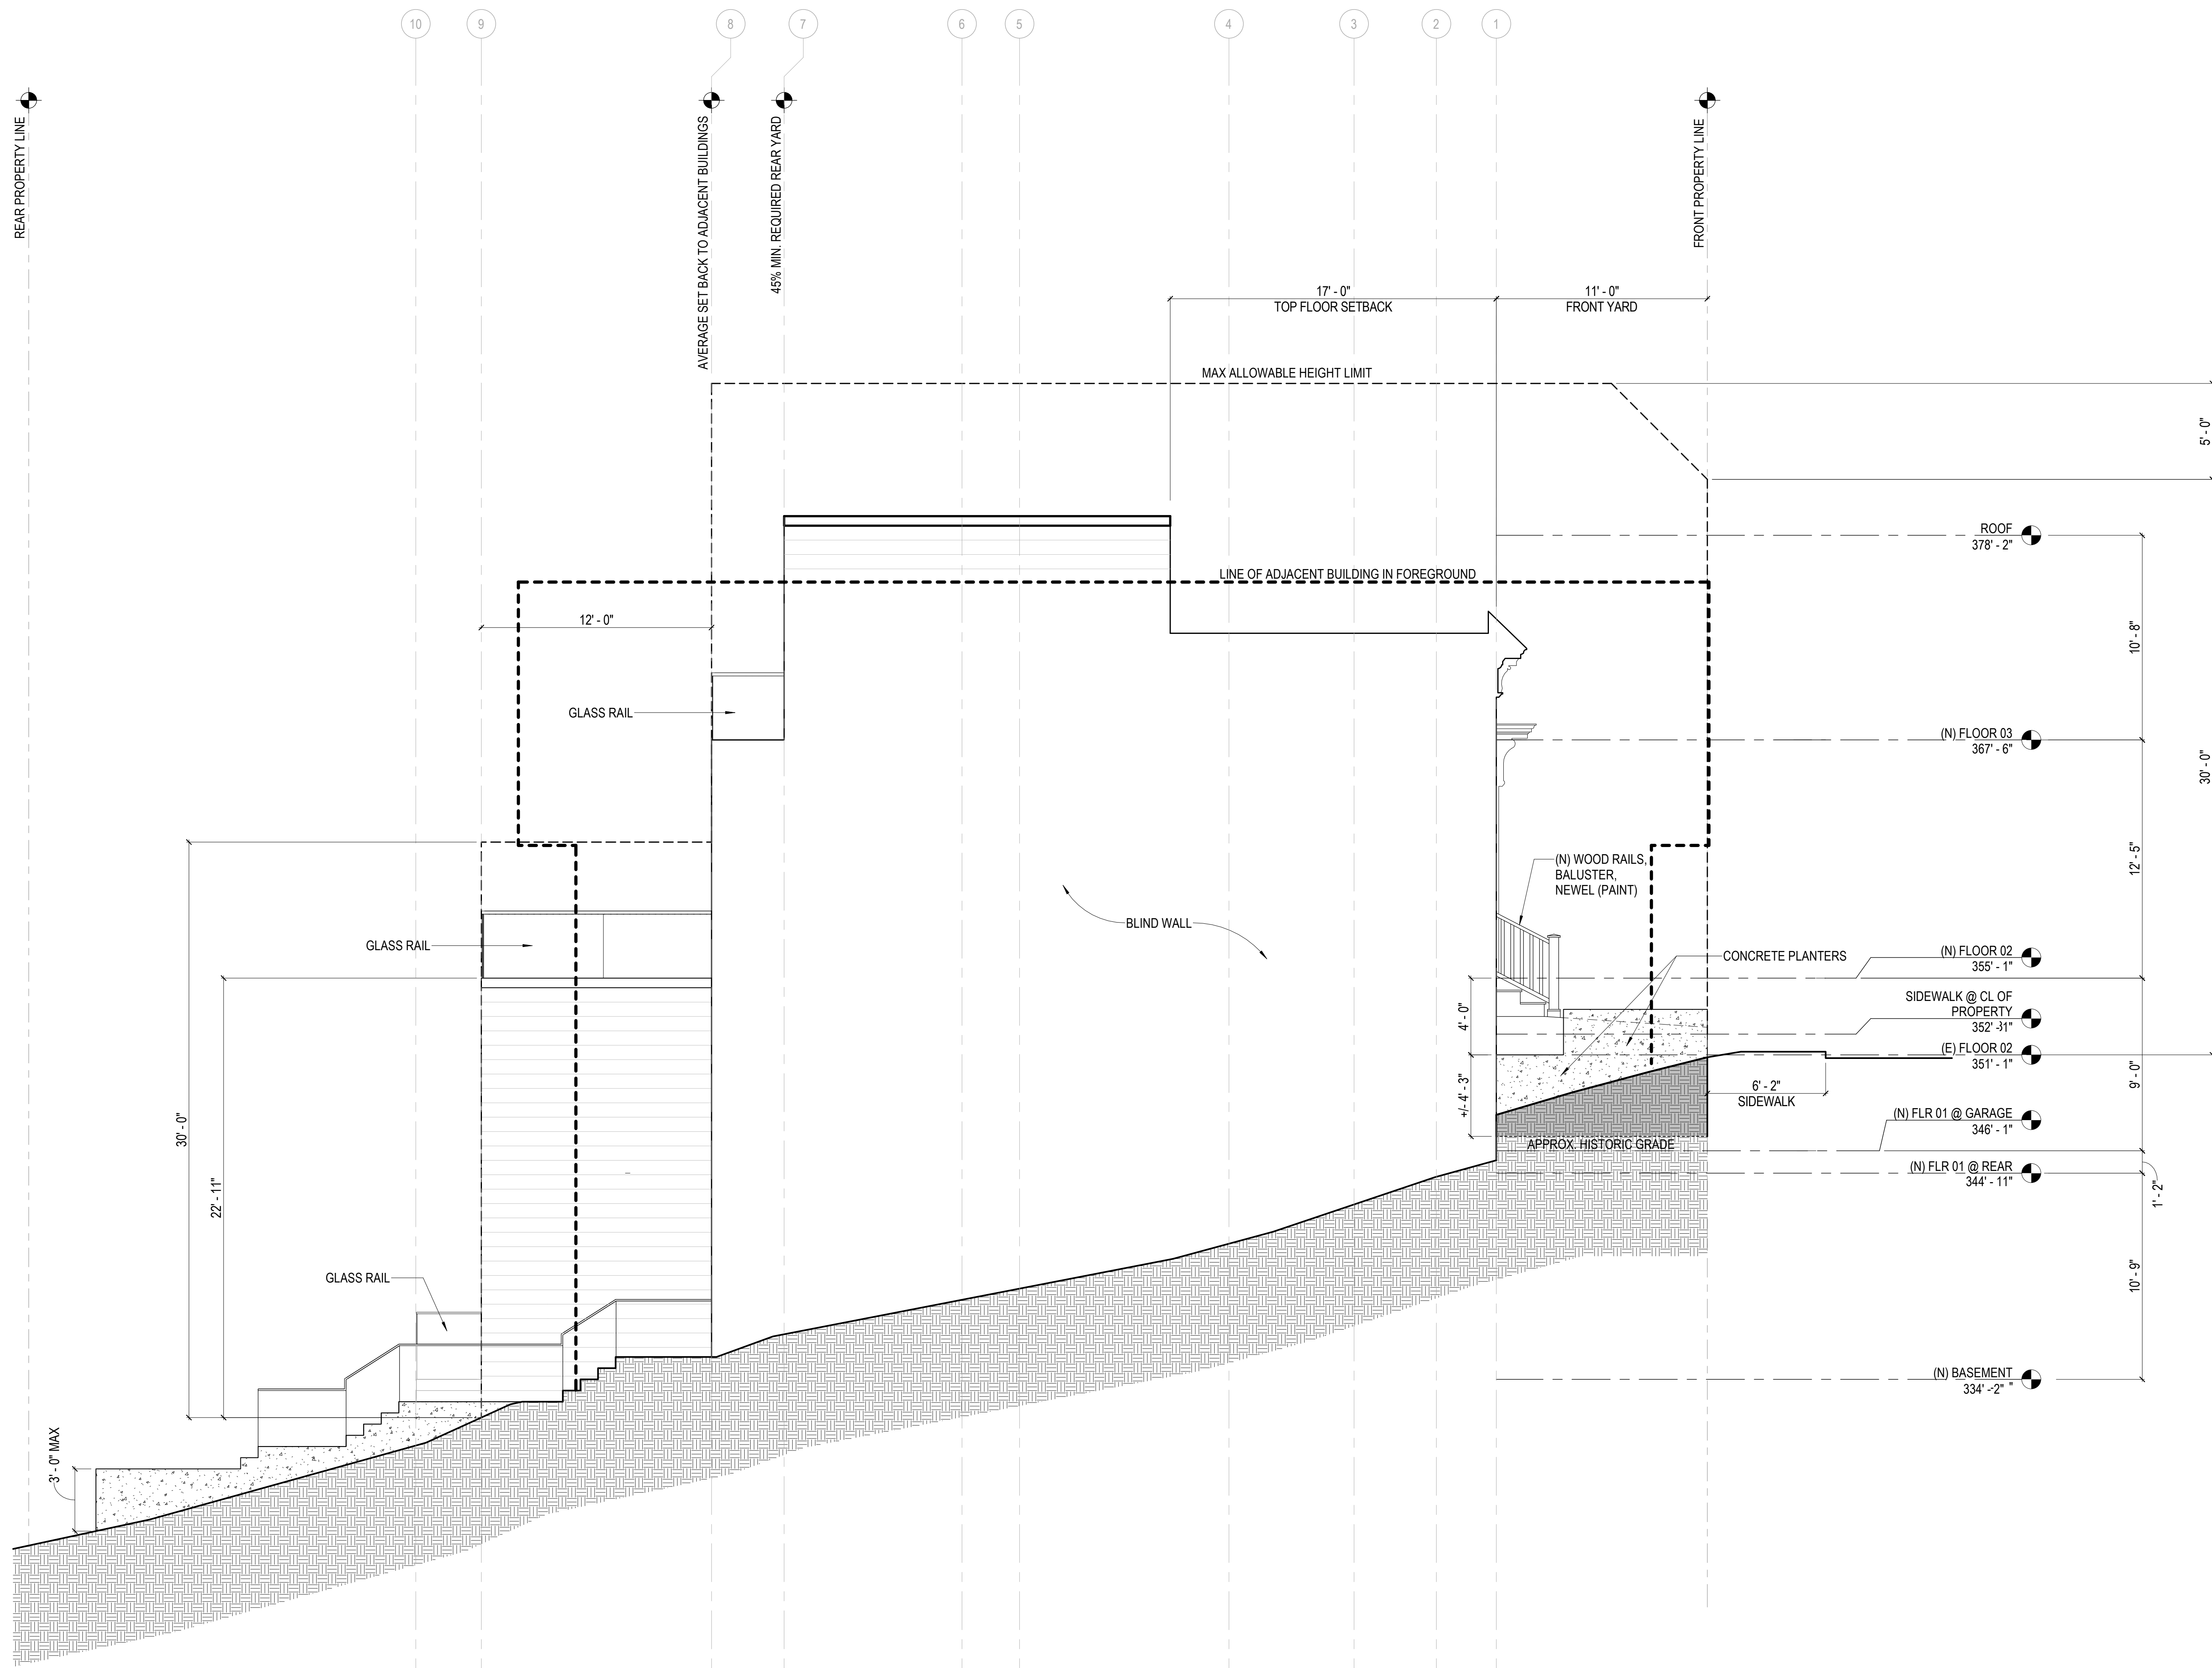 10
9
8
7
6
5
4
3
2
1
REAR PROPERTY LINE
AVERAGE SET BACK TO ADJACENT BUILDINGS
45% MIN. REQUIRED REAR YARD
FRONT PROPERTY LINE
17' - 0"
TOP FLOOR SETBACK
11' - 0"
FRONT YARD
MAX ALLOWABLE HEIGHT LIMIT
5' - 0"
ROOF
378' - 2"
LINE OF ADJACENT BUILDING IN FOREGROUND
12' - 0"
10' - 8"
GLASS RAIL
(N) FLOOR 03
367' - 6"
30' - 0"
12' - 5"
(N) WOOD RAILS,
BALUSTER,
NEWEL (PAINT)
BLIND WALL
GLASS RAIL
CONCRETE PLANTERS
(N) FLOOR 02
355' - 1"
4' - 0"
SIDEWALK @ CL OF
PROPERTY
(E) FLOOR 02
351' - 1"
9' - 0"
+/- 4' - 3"
6' - 2"
SIDEWALK
30' - 0"
(N) FLR 01 @ GARAGE
346' - 1"
APPROX. HISTORIC GRADE
(N) FLR 01 @ REAR
344' - 11"
1' - 2"
22' - 11"
GLASS RAIL
10' - 9"
(N) BASEMENT
334' -2" "
3' - 0" MAX